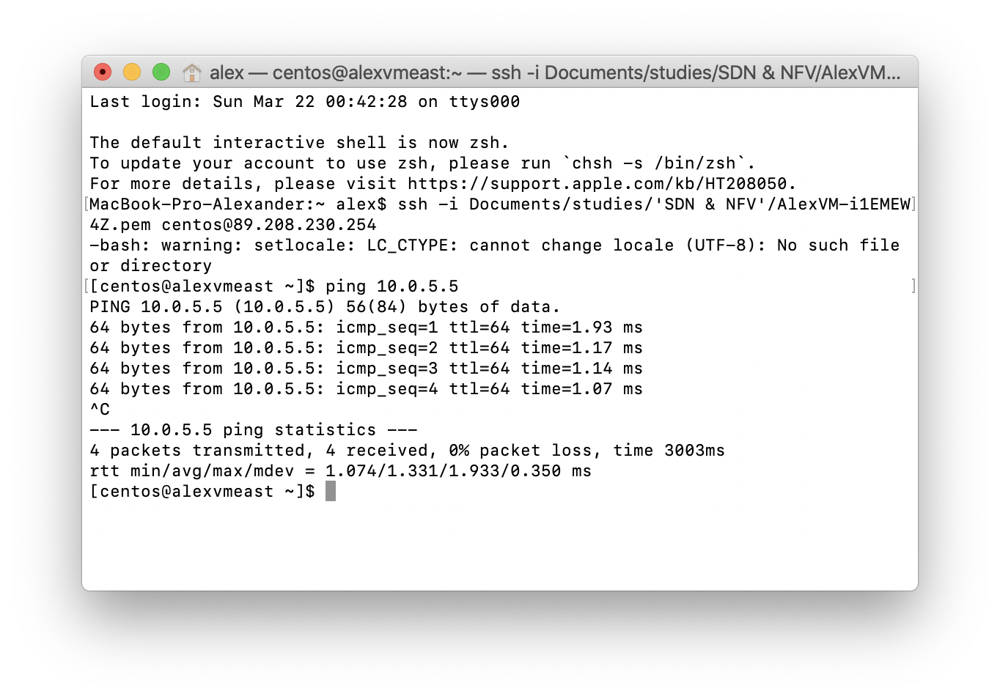 alex — centos@alexvmeast:~ — ssh -i Documents/studies/SDN & NFV/AlexVM...
Last login: Sun Mar 22 00:42:28 on ttys000
The default interactive shell is now zsh.
To update your account to use zsh, please run `chsh -s /bin/zsh`.
For more details, please visit https://support.apple.com/kb/HT208050.
[MacBook-Pro-Alexander:~ alex$ ssh -i Documents/studies/'SDN & NFV'/AlexVM-i1EMEW]
4Z.pem centos@89.208.230.254
-bash: warning: setlocale: LC_CTYPE: cannot change locale (UTF-8): No such file
or directory
[[centos@alexvmeast ~]$ ping 10.0.5.5 ]
PING 10.0.5.5 (10.0.5.5) 56(84) bytes of data.
64 bytes from 10.0.5.5: icmp_seq=1 ttl=64 time=1.93 ms
64 bytes from 10.0.5.5: icmp_seq=2 ttl=64 time=1.17 ms
64 bytes from 10.0.5.5: icmp_seq=3 ttl=64 time=1.14 ms
64 bytes from 10.0.5.5: icmp_seq=4 ttl=64 time=1.07 ms
^C
--- 10.0.5.5 ping statistics ---
4 packets transmitted, 4 received, 0% packet loss, time 3003ms
rtt min/avg/max/mdev = 1.074/1.331/1.933/0.350 ms
[centos@alexvmeast ~]$